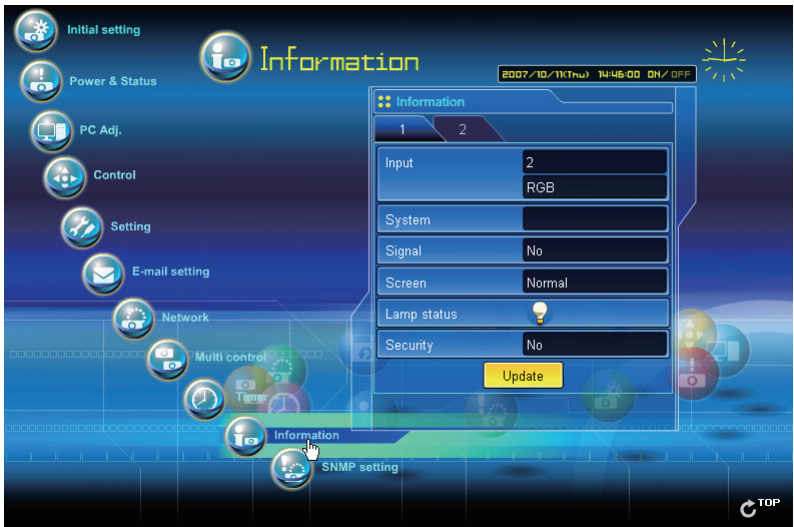 Initial setting
Power & Status
PC Adj.
Control
Setting
E-mail setting
Network
Multi control
Timer
Information
SNMP setting
Information
2007/10/11(Thu) 14:46:00 ON/OFF
Information
1 2
Input 2
RGB
System
Signal No
Screen Normal
Lamp status
Security No
Update
TOP